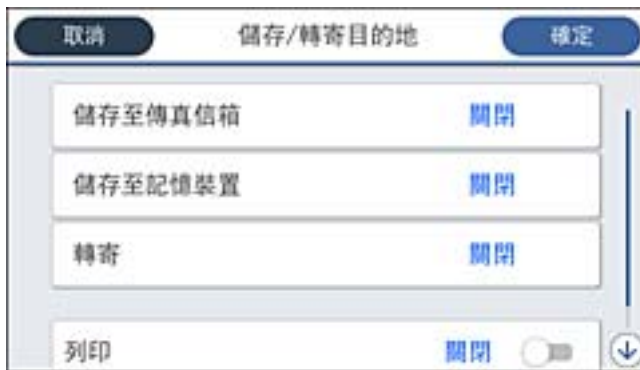 取消 儲存/轉寄目的地 確定
儲存至傳真信箱 關閉
儲存至記憶裝置 關閉
轉寄 關閉
列印 關閉